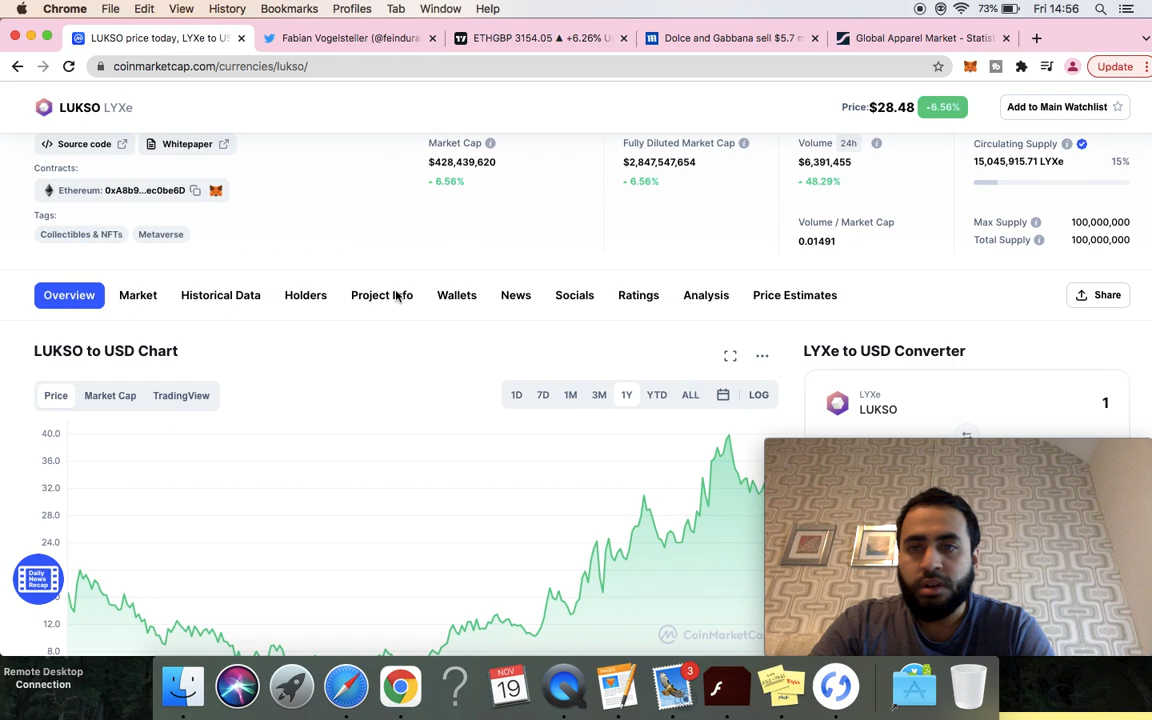 Chrome File Edit View History Bookmarks Profiles Tab Window Help 73% Fri 14:56
LUKSO price today, LYXe to US Fabian Vogelsteller (@feindura ETHGBP 3154.05 ▲ +6.26% U Dolce and Gabbana sell $5.7 m Global Apparel Market - Statis
coinmarketcap.com/currencies/lukso/ Update
LUKSO LYXe Price: $28.48 6.56% Add to Main Watchlist
Source code Whitepaper Market Cap Fully Diluted Market Cap Volume 24h Circulating Supply
$428,439,620 $2,847,547,654 $6,391,455 15,045,915.71 LYXe 15%
Contracts: 6.56% 6.56% 48.29%
Ethereum: 0xA8b9...ec0be6D
Tags: Volume / Market Cap Max Supply 100,000,000
Collectibles & NFTs Metaverse 0.01491 Total Supply 100,000,000
Overview Market Historical Data Holders Project Info Wallets News Socials Ratings Analysis Price Estimates Share
LUKSO to USD Chart LYXe to USD Converter
Price Market Cap TradingView 1D 7D 1M 3M 1Y YTD ALL LOG
LYXe
LUKSO 1
40.0
36.0
32.0
28.0
24.0
12.0
8.0
Daily
News
Recap
CoinMarketCa
Remote Desktop
Connection
NOV
19
3